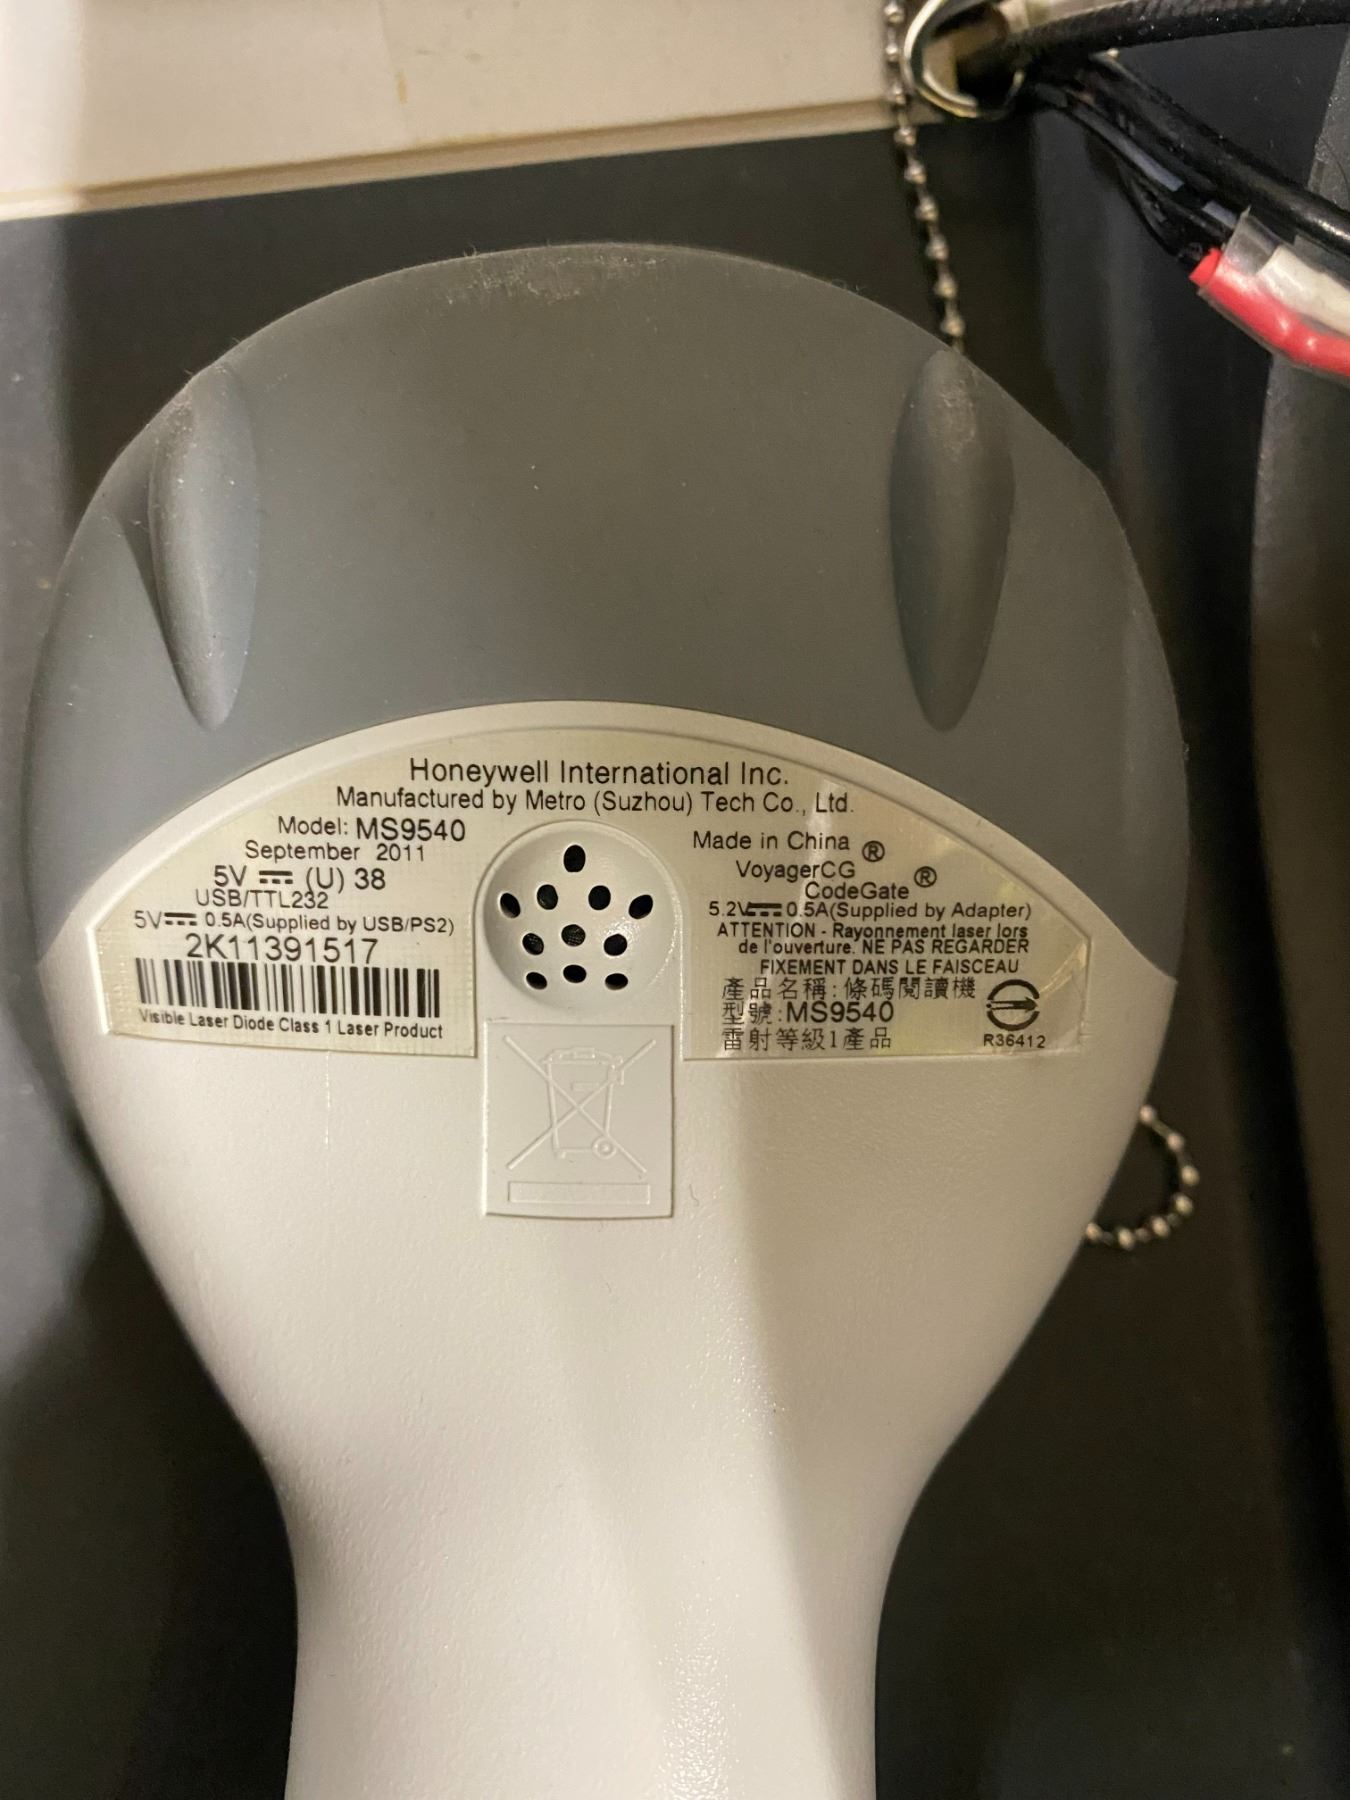 Honeywell International Inc.
Manufactured by Metro (Suzhou) Tech Co., Ltd.
Model: MS9540
September 2011
5V ⎓ (U) 38
USB/TTL232
5V⎓ 0.5A(Supplied by USB/PS2)
2K11391517
Visible Laser Diode Class 1 Laser Product
Made in China
VoyagerCG ®
CodeGate ®
5.2V⎓ 0.5A(Supplied by Adapter)
ATTENTION - Rayonnement laser lors
de l'ouverture. NE PAS REGARDER
FIXEMENT DANS LE FAISCEAU
產品名稱:條碼閱讀機
型號:MS9540
雷射等級1產品
R36412